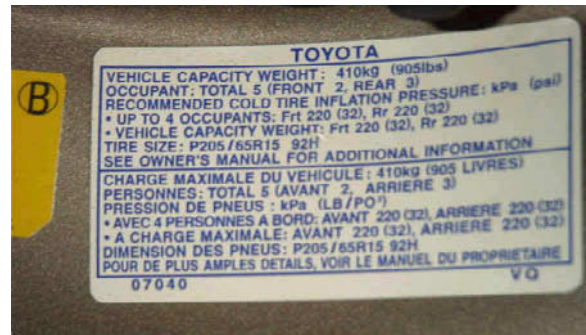 B
TOYOTA
VEHICLE CAPACITY WEIGHT: 410kg (905lbs)
OCCUPANT: TOTAL 5 (FRONT 2, REAR 3)
RECOMMENDED COLD TIRE INFLATION PRESSURE: kPa (psi)
• UP TO 4 OCCUPANTS: Frt 220 (32), Rr 220 (32)
• VEHICLE CAPACITY WEIGHT: Frt 220 (32), Rr 220 (32)
TIRE SIZE: P205/65R15 92H
SEE OWNER'S MANUAL FOR ADDITIONAL INFORMATION
CHARGE MAXIMALE DU VEHICULE: 410kg (905 LIVRES)
PERSONNES: TOTAL 5 (AVANT 2, ARRIERE 3)
PRESSION DE PNEUS : kPa (LB/PO²)
• AVEC 4 PERSONNES A BORD: AVANT 220 (32), ARRIERE 220 (32)
• A CHARGE MAXIMALE: AVANT 220 (32), ARRIERE 220 (32)
DIMENSION DES PNEUS: P205/65R15 92H
POUR DE PLUS AMPLES DETAILS, VOIR LE MANUEL DU PROPRIETAIRE
07040 VQ